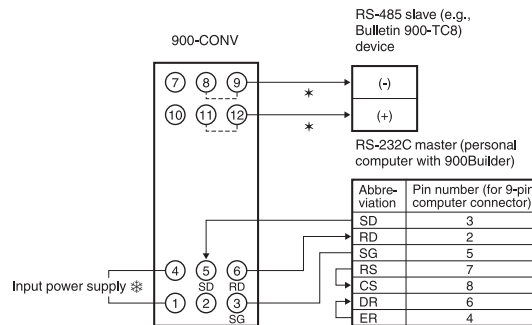 RS-485 slave (e.g.,
Bulletin 900-TC8)
device
900-CONV
7 8 9
(-)
*
10 11 12
(+)
*
RS-232C master (personal
computer with 900Builder)
Abbre-
viation
Pin number (for 9-pin
computer connector)
SD 3
RD 2
SG 5
RS 7
CS 8
DR 6
ER 4
4 5 6
SD RD
Input power supply ❄
1 2 3
SG